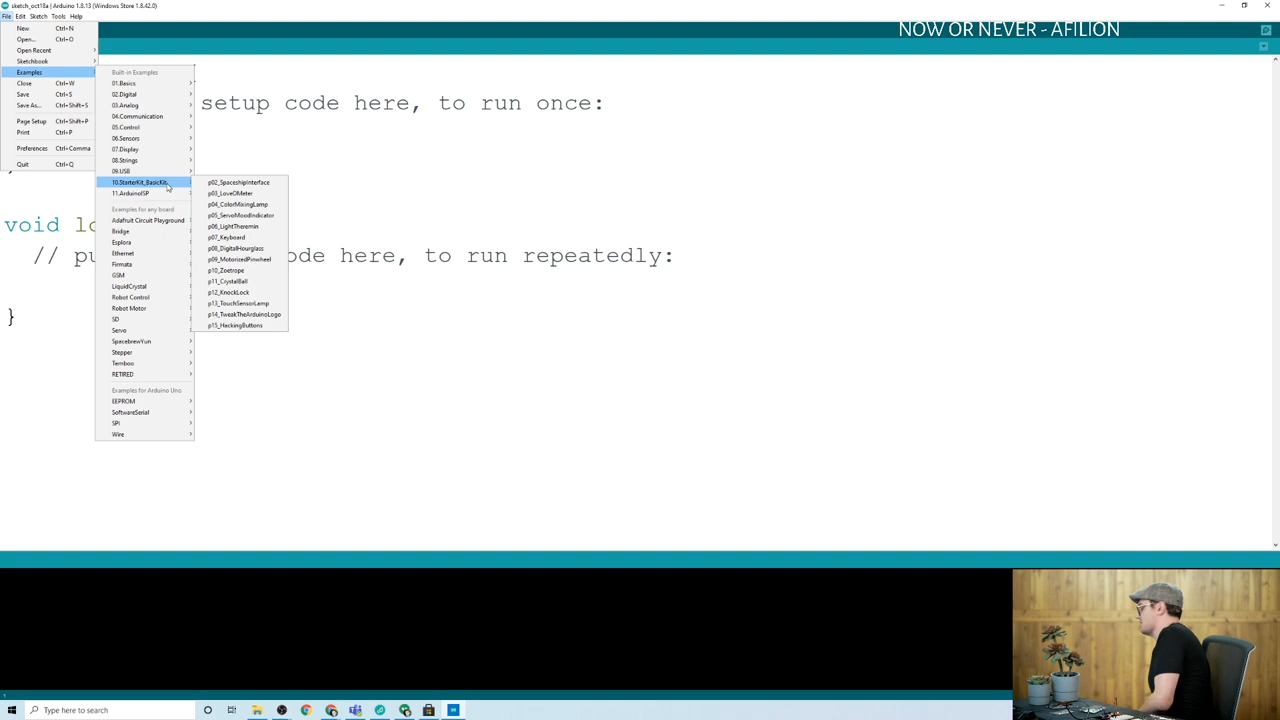 sketch_oct18a | Arduino 1.8.13 (Windows Store 1.8.42.0)
File Edit Sketch Tools Help
NOW OR NEVER - AFILION
New Ctrl+N
Open... Ctrl+O
Open Recent
Sketchbook
Examples
Close Ctrl+W
Save Ctrl+S
Save As... Ctrl+Shift+S
Page Setup Ctrl+Shift+P
Print Ctrl+P
Preferences Ctrl+Comma
Quit Ctrl+Q
Built-in Examples
01.Basics
02.Digital
03.Analog
04.Communication
05.Control
06.Sensors
07.Display
08.Strings
09.USB
10.StarterKit_BasicKit
11.ArduinoISP
Examples for any board
Adafruit Circuit Playground
Bridge
Esplora
Ethernet
Firmata
GSM
LiquidCrystal
Robot Control
Robot Motor
SD
Servo
SpacebrewYun
Stepper
Temboo
RETIRED
Examples for Arduino Uno
EEPROM
SoftwareSerial
SPI
Wire
p02_SpaceshipInterface
p03_LoveOMeter
p04_ColorMixingLamp
p05_ServoMoodIndicator
p06_LightTheremin
p07_Keyboard
p08_DigitalHourglass
p09_MotorizedPinwheel
p10_Zoetrope
p11_CrystalBall
p12_KnockLock
p13_TouchSensorLamp
p14_TweakTheArduinoLogo
p15_HackingButtons
setup code here, to run once:
}
void lo
// pu ode here, to run repeatedly:
}
Type here to search